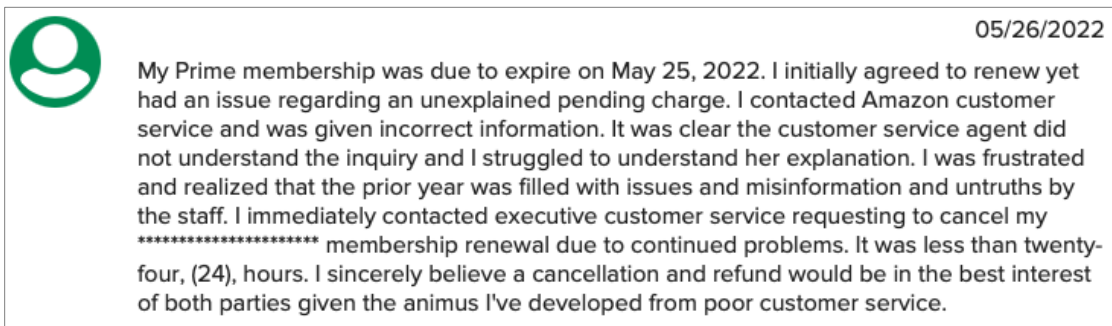 05/26/2022
My Prime membership was due to expire on May 25, 2022. I initially agreed to renew yet
had an issue regarding an unexplained pending charge. I contacted Amazon customer
service and was given incorrect information. It was clear the customer service agent did
not understand the inquiry and I struggled to understand her explanation. I was frustrated
and realized that the prior year was filled with issues and misinformation and untruths by
the staff. I immediately contacted executive customer service requesting to cancel my
********************** membership renewal due to continued problems. It was less than twenty-
four, (24), hours. I sincerely believe a cancellation and refund would be in the best interest
of both parties given the animus I've developed from poor customer service.